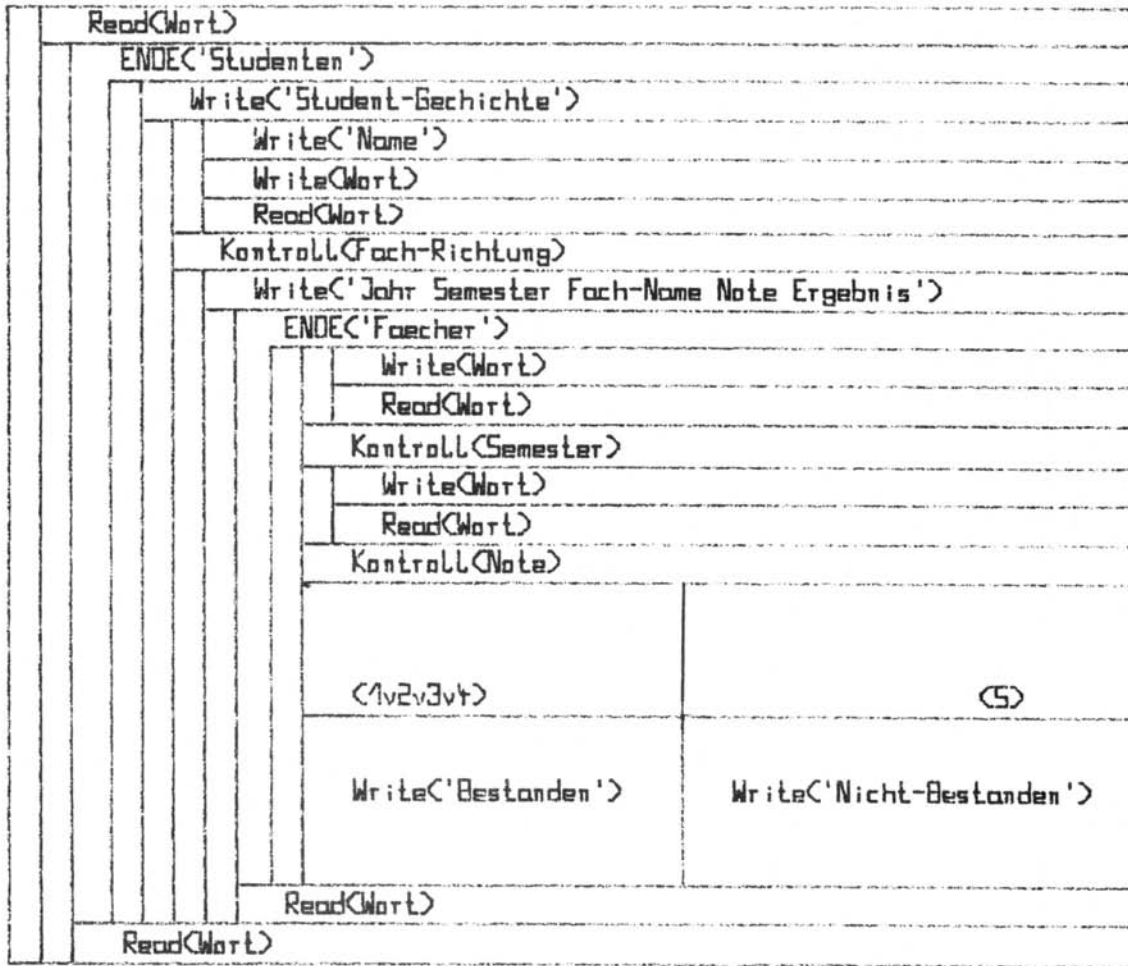 Read(Wort)
ENDE('Studenten')
Write('Student-Gechichte')
Write('Name')
Write(Wort)
Read(Wort)
Kontroll(Fach-Richtung)
Write('Jahr Semester Fach-Name Note Ergebnis')
ENDE('Faecher')
Write(Wort)
Read(Wort)
Kontroll(Semester)
Write(Wort)
Read(Wort)
Kontroll(Note)
(1v2v3v4) (5)
Write('Bestanden') Write('Nicht-Bestanden')
Read(Wort)
Read(Wort)